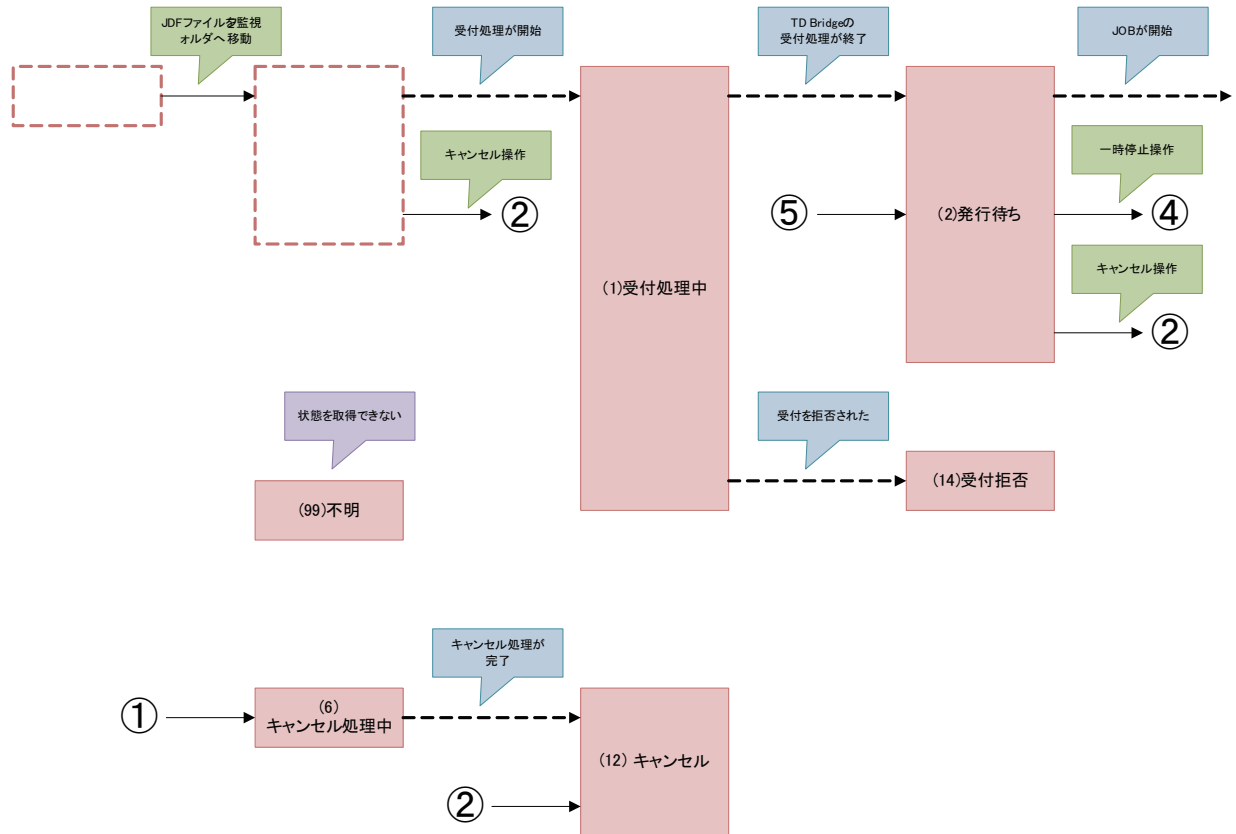 JDFファイルを監視
ォルダへ移動
受付処理が開始
TD Bridgeの
受付処理が終了
JOBが開始
キャンセル操作
②
(1)受付処理中
⑤
(2)発行待ち
一時停止操作
④
キャンセル操作
②
状態を取得できない
(99)不明
受付を拒否された
(14)受付拒否
①
(6)
キャンセル処理中
キャンセル処理が
完了
(12) キャンセル
②